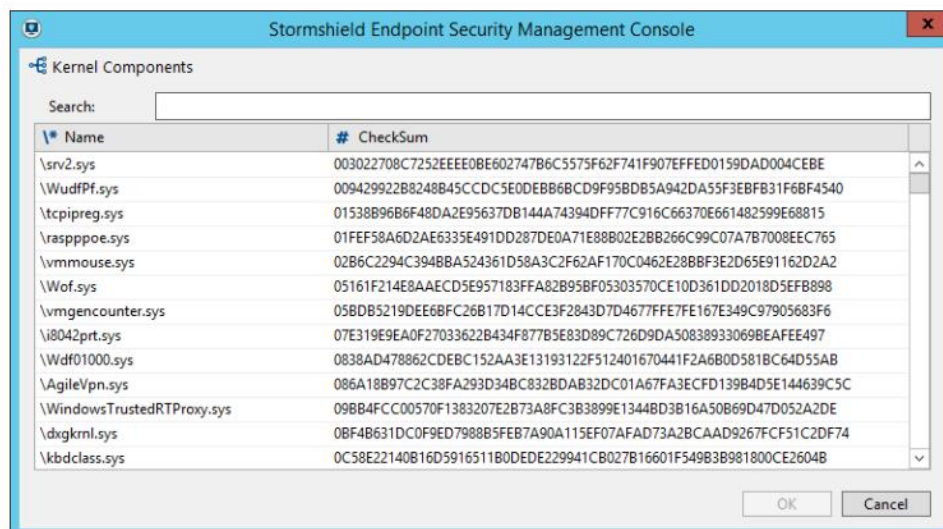 Stormshield Endpoint Security Management Console
Kernel Components
Search:
\* Name # CheckSum
\srv2.sys 003022708C7252EEEE0BE602747B6C5575F62F741F907EFFED0159DAD004CEBE
\WudfPf.sys 009429922B8248B45CCDC5E0DEBB6BCD9F95BDB5A942DA55F3EBFB31F6BF4540
\tcpipreg.sys 01538B96B6F48DA2E95637DB144A74394DFF77C916C66370E661482599E68815
\raspppoe.sys 01FEF58A6D2AE6335E491DD287DE0A71E88B02E2BB266C99C07A7B7008EEC765
\vmmouse.sys 02B6C2294C394BBA524361D58A3C2F62AF170C0462E28BBF3E2D65E91162D2A2
\Wof.sys 05161F214E8AAECD5E957183FFA82B95BF05303570CE10D361DD2018D5EFB898
\vmgencounter.sys 05BDB5219DEE6BFC26B17D14CCE3F2843D7D4677FFE7FE167E349C97905683F6
\i8042prt.sys 07E319E9EA0F27033622B434F877B5E83D89C726D9DA50838933069BEAFEE497
\Wdf01000.sys 0838AD478862CDEBC152AA3E13193122F512401670441F2A6B0D581BC64D55AB
\AgileVpn.sys 086A18B97C2C38FA293D34BC832BDAB32DC01A67FA3ECFD139B4D5E144639C5C
\WindowsTrustedRTProxy.sys 09BB4FCC00570F1383207E2B73A8FC3B3899E1344BD3B16A50B69D47D052A2DE
\dxgkrnl.sys 0BF4B631DC0F9ED7988B5FEB7A90A115EF07AFAD73A2BCAAD9267FCF51C2DF74
\kbdclass.sys 0C58E22140B16D5916511B0DEDE229941CB027B16601F549B3B981800CE2604B
OK Cancel